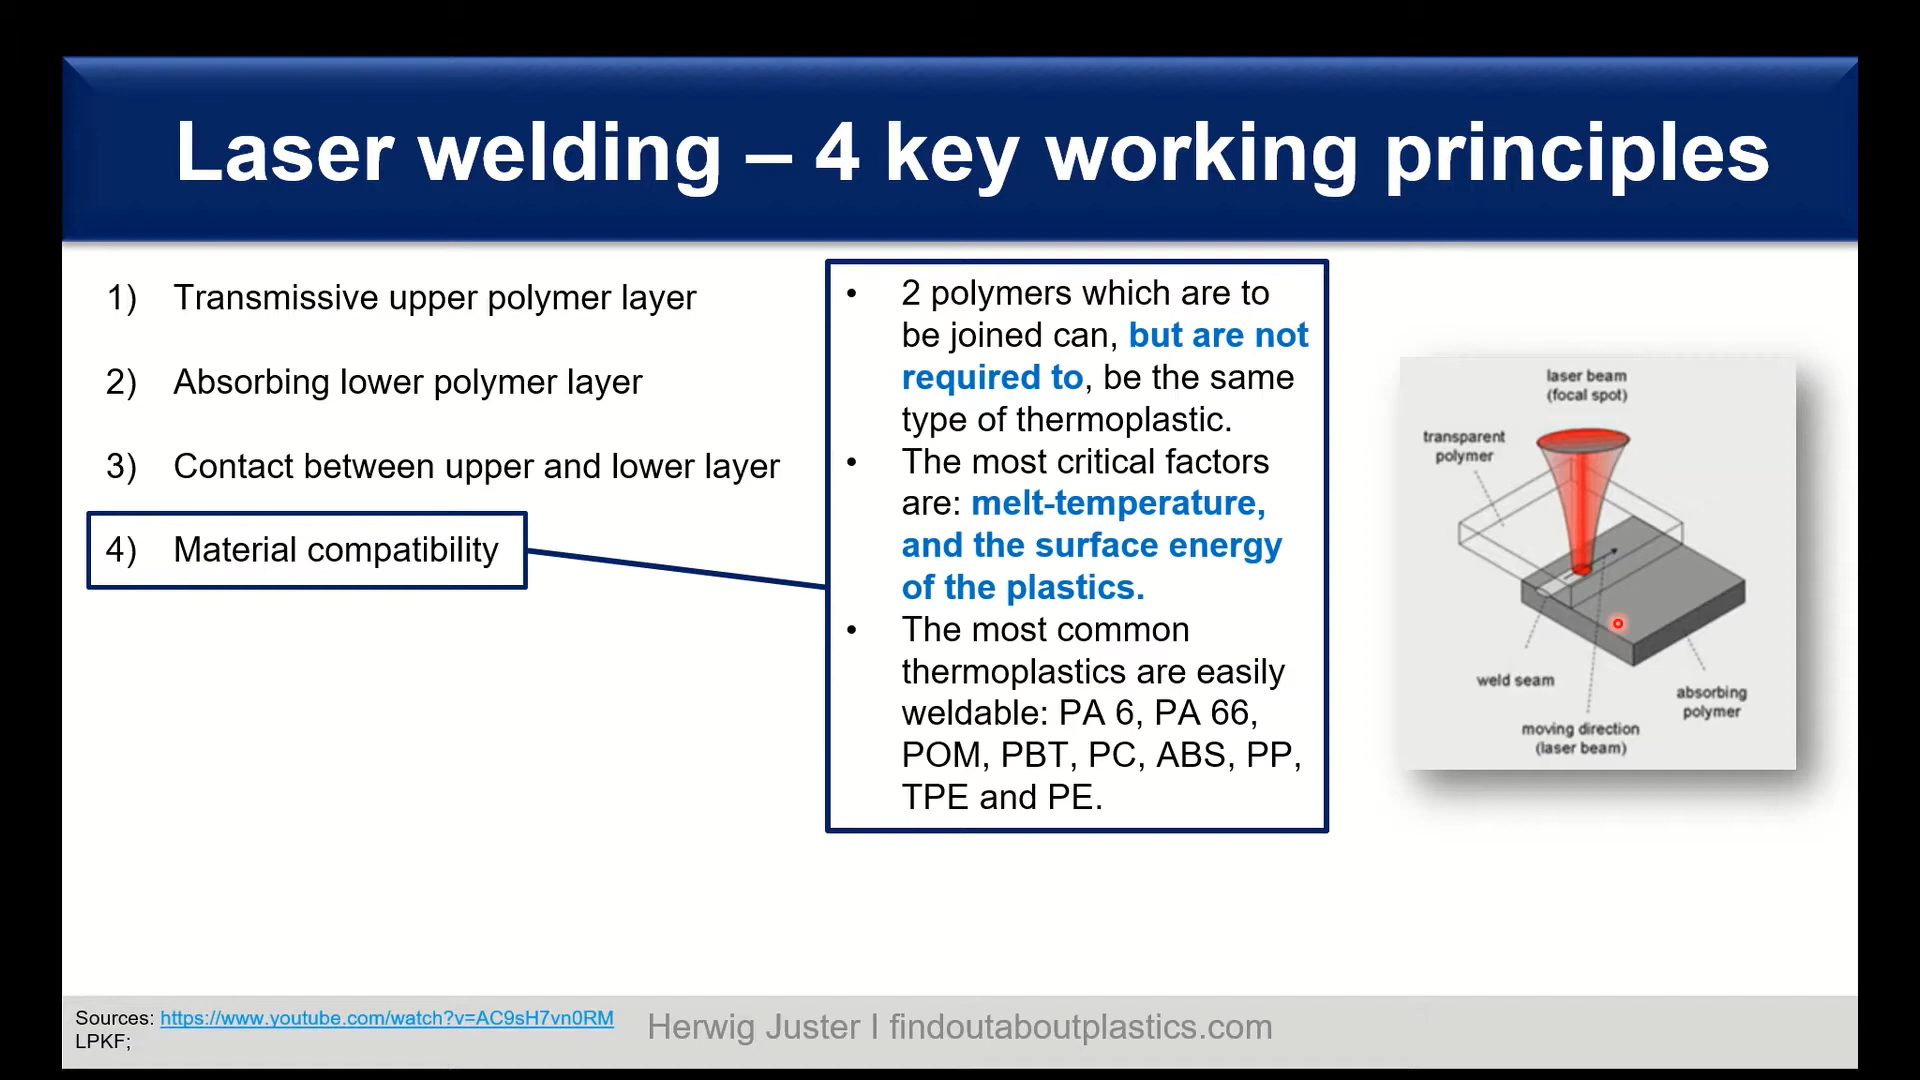 Laser welding – 4 key working principles
1) Transmissive upper polymer layer
2) Absorbing lower polymer layer
3) Contact between upper and lower layer
4) Material compatibility
• 2 polymers which are to
be joined can, but are not
required to, be the same
type of thermoplastic.
• The most critical factors
are: melt-temperature,
and the surface energy
of the plastics.
• The most common
thermoplastics are easily
weldable: PA 6, PA 66,
POM, PBT, PC, ABS, PP,
TPE and PE.
laser beam
(focal spot)
transparent
polymer
weld seam
absorbing
polymer
moving direction
(laser beam)
Sources: https://www.youtube.com/watch?v=AC9sH7vn0RM
LPKF;
Herwig Juster I findoutaboutplastics.com